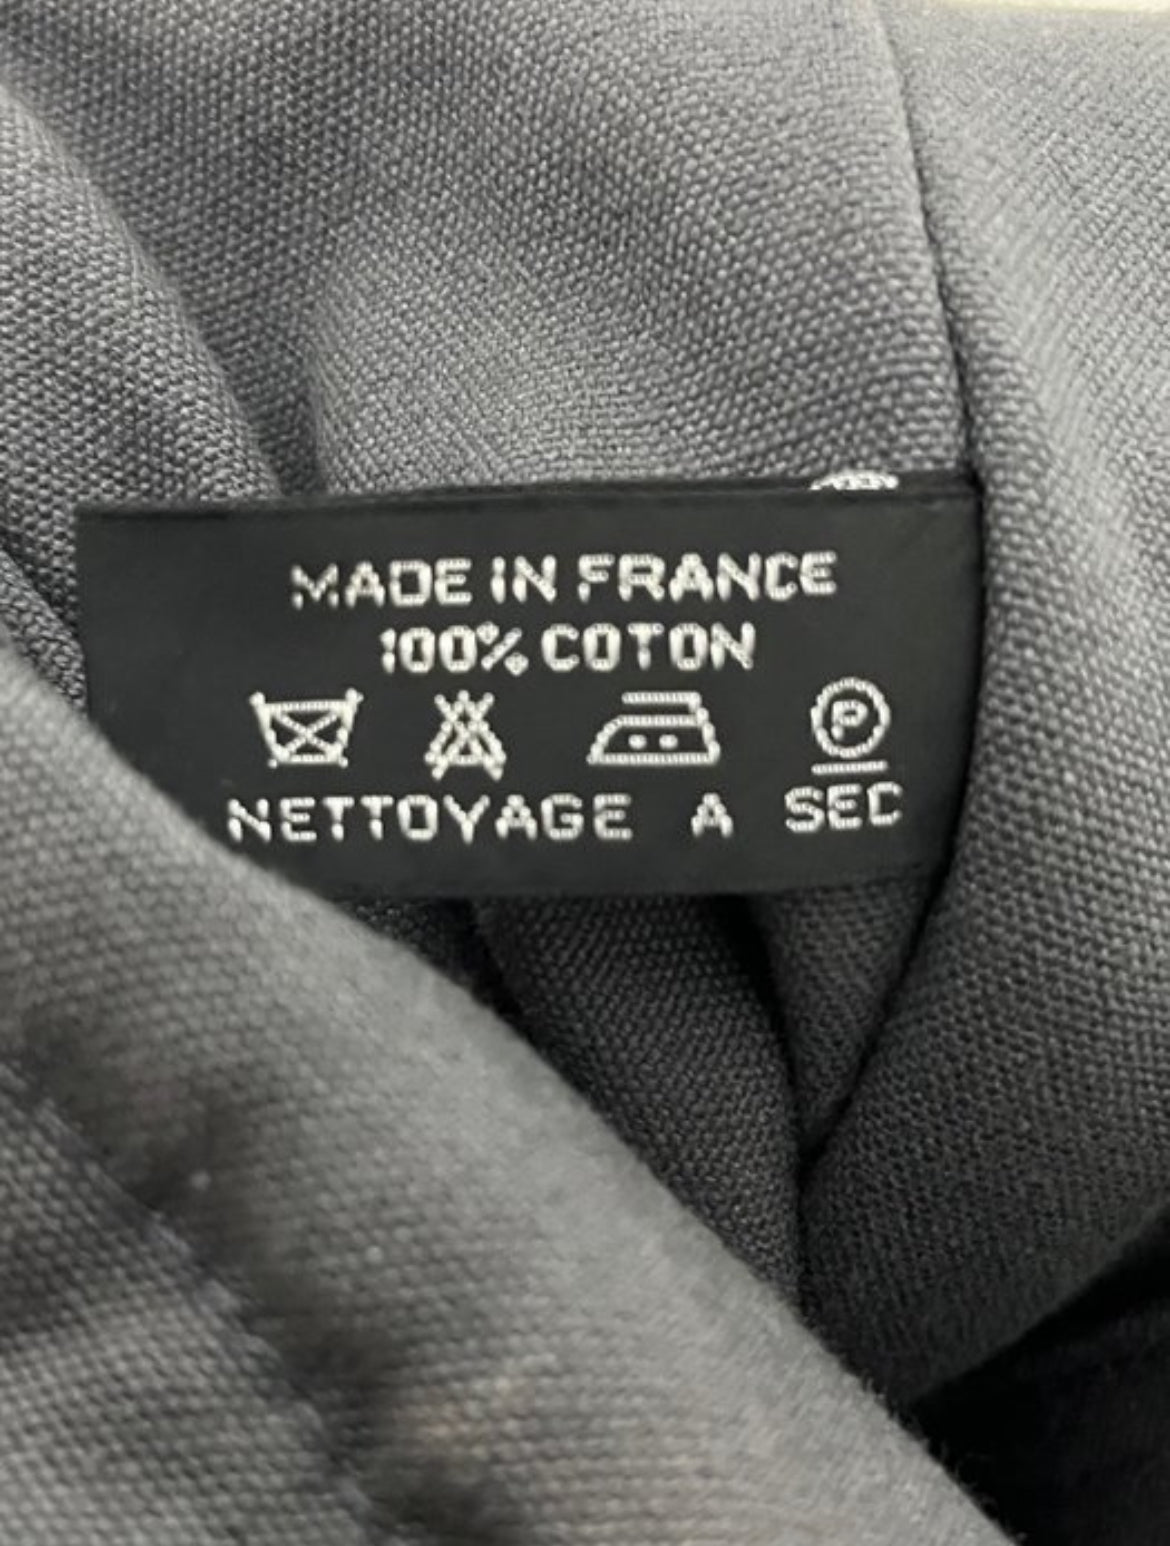 MADE IN FRANCE
100% COTON
P
NETTOYAGE A SEC